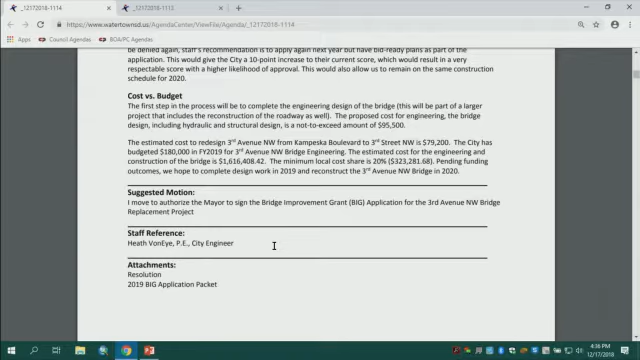 _12172018-1114
_12172018-1113
https://www.watertownsd.us/AgendaCenter/ViewFile/Agenda/_12172018-1114
Apps
Council Agendas
BOA/PC Agendas
be denied again, staff's recommendation is to apply again next year but have bid-ready plans as part of the
application. This would give the City a 10-point increase to their current score, which would result in a very
respectable score with a higher likelihood of approval. This would also allow us to remain on the same construction
schedule for 2020.
Cost vs. Budget
The first step in the process will be to complete the engineering design of the bridge (this will be part of a larger
project that includes the reconstruction of the roadway as well). The proposed cost for engineering, the bridge
design, including hydraulic and structural design, is a not-to-exceed amount of $95,500.
The estimated cost to redesign 3rd Avenue NW from Kampeska Boulevard to 3rd Street NW is $79,200. The City has
budgeted $180,000 in FY2019 for 3rd Avenue NW Bridge Engineering. The estimated cost for the engineering and
construction of the bridge is $1,616,408.42. The minimum local cost share is 20% ($323,281.68). Pending funding
outcomes, we hope to complete design work in 2019 and reconstruct the 3rd Avenue NW Bridge in 2020.
Suggested Motion:
I move to authorize the Mayor to sign the Bridge Improvement Grant (BIG) Application for the 3rd Avenue NW Bridge
Replacement Project
Staff Reference:
Heath VonEye, P.E., City Engineer
Attachments:
Resolution
2019 BIG Application Packet
4:36 PM
12/17/2018